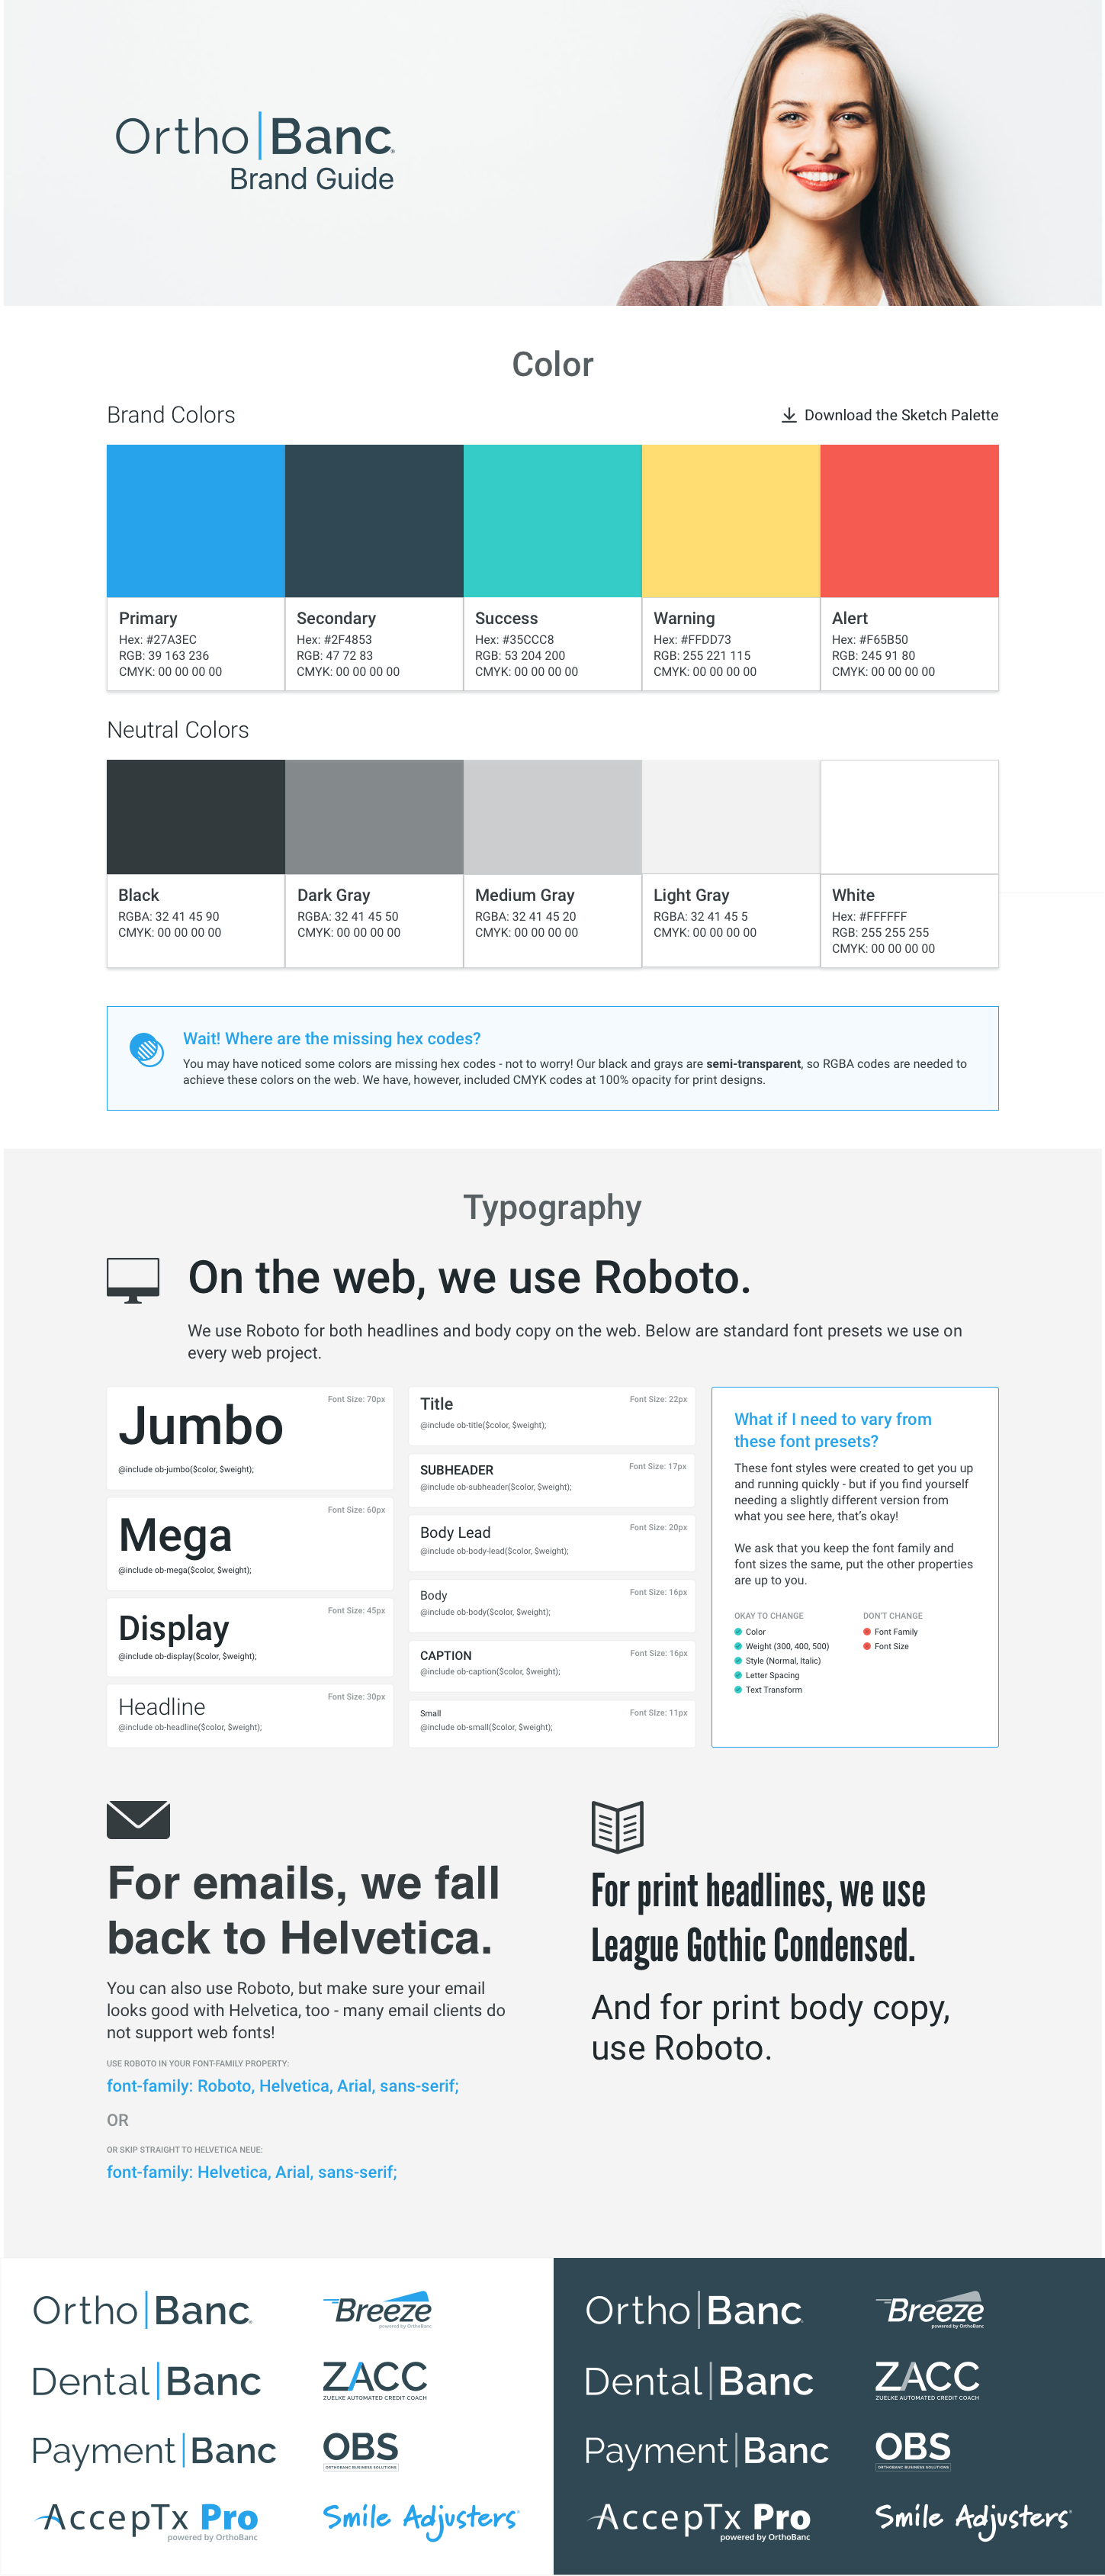 Ortho|Banc
Brand Guide
Color
Brand Colors
Download the Sketch Palette
Primary
Hex: #27A3EC
RGB: 39 163 236
CMYK: 00 00 00 00
Secondary
Hex: #2F4853
RGB: 47 72 83
CMYK: 00 00 00 00
Success
Hex: #35CCC8
RGB: 53 204 200
CMYK: 00 00 00 00
Warning
Hex: #FFDD73
RGB: 255 221 115
CMYK: 00 00 00 00
Alert
Hex: #F65B50
RGB: 245 91 80
CMYK: 00 00 00 00
Neutral Colors
Black
RGBA: 32 41 45 90
CMYK: 00 00 00 00
Dark Gray
RGBA: 32 41 45 50
CMYK: 00 00 00 00
Medium Gray
RGBA: 32 41 45 20
CMYK: 00 00 00 00
Light Gray
RGBA: 32 41 45 5
CMYK: 00 00 00 00
White
Hex: #FFFFFF
RGB: 255 255 255
CMYK: 00 00 00 00
Wait! Where are the missing hex codes?
You may have noticed some colors are missing hex codes - not to worry! Our black and grays are semi-transparent, so RGBA codes are needed to
achieve these colors on the web. We have, however, included CMYK codes at 100% opacity for print designs.
Typography
On the web, we use Roboto.
We use Roboto for both headlines and body copy on the web. Below are standard font presets we use on
every web project.
Font Size: 70px
Jumbo
@include ob-jumbo($color, $weight);
Font Size: 60px
Mega
@include ob-mega($color, $weight);
Font Size: 45px
Display
@include ob-display($color, $weight);
Font Size: 30px
Headline
@include ob-headline($color, $weight);
Title
Font Size: 22px
@include ob-title($color, $weight);
SUBHEADER
Font Size: 17px
@include ob-subheader($color, $weight);
Body Lead
Font Size: 20px
@include ob-body-lead($color, $weight);
Body
Font Size: 16px
@include ob-body($color, $weight);
CAPTION
Font Size: 16px
@include ob-caption($color, $weight);
Small
Font SIze: 11px
@include ob-small($color, $weight);
What if I need to vary from
these font presets?
These font styles were created to get you up
and running quickly - but if you find yourself
needing a slightly different version from
what you see here, that's okay!
We ask that you keep the font family and
font sizes the same, put the other properties
are up to you.
OKAY TO CHANGE
Color
Weight (300, 400, 500)
Style (Normal, Italic)
Letter Spacing
Text Transform
DON'T CHANGE
Font Family
Font Size
For emails, we fall
back to Helvetica.
You can also use Roboto, but make sure your email
looks good with Helvetica, too - many email clients do
not support web fonts!
USE ROBOTO IN YOUR FONT-FAMILY PROPERTY:
font-family: Roboto, Helvetica, Arial, sans-serif;
OR
OR SKIP STRAIGHT TO HELVETICA NEUE:
font-family: Helvetica, Arial, sans-serif;
For print headlines, we use
League Gothic Condensed.
And for print body copy,
use Roboto.
Ortho|Banc
Breeze
powered by OrthoBanc
Dental|Banc
ZACC
ZUELKE AUTOMATED CREDIT COACH
Payment|Banc
OBS
ORTHOBANC BUSINESS SOLUTIONS
AccepTx Pro
powered by OrthoBanc
Smile Adjusters
Ortho|Banc
Breeze
powered by OrthoBanc
Dental|Banc
ZACC
ZUELKE AUTOMATED CREDIT COACH
Payment|Banc
OBS
ORTHOBANC BUSINESS SOLUTIONS
AccepTx Pro
powered by OrthoBanc
Smile Adjusters